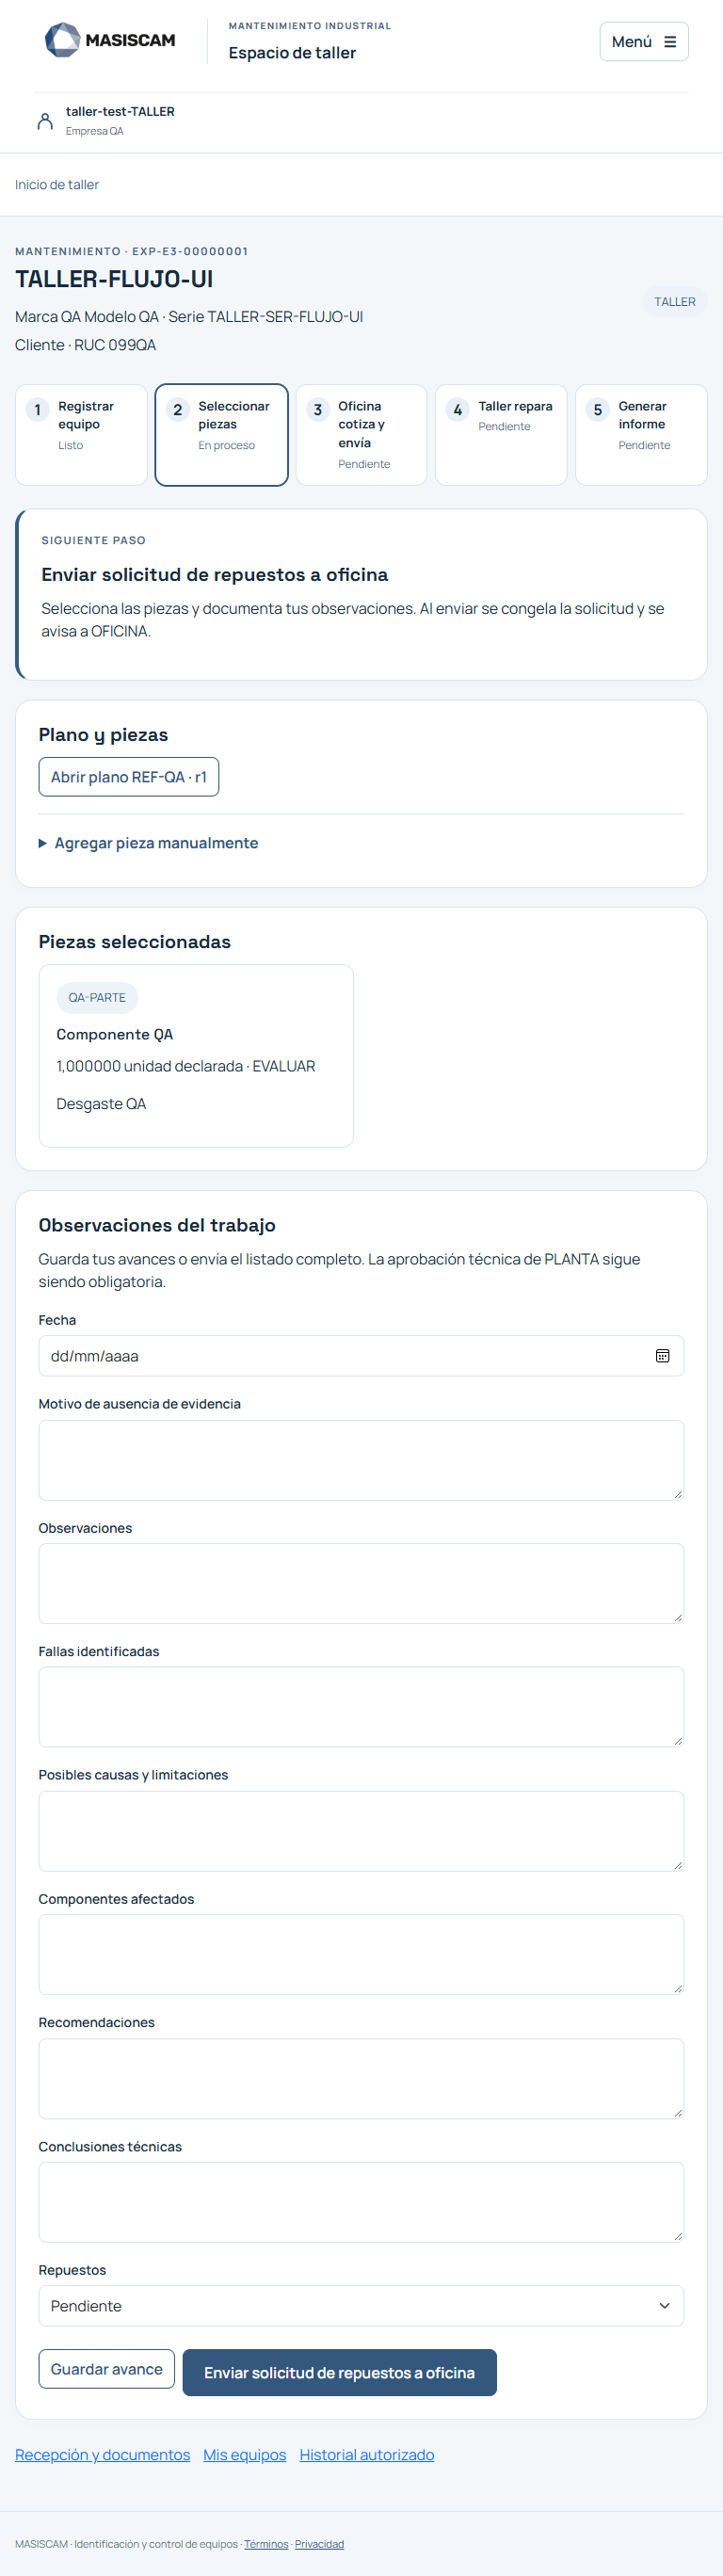 MASISCAM
MANTENIMIENTO INDUSTRIAL
Espacio de taller
Menú
taller-test-TALLER
Empresa QA
Inicio de taller
MANTENIMIENTO · EXP-E3-00000001
TALLER-FLUJO-UI
Marca QA Modelo QA · Serie TALLER-SER-FLUJO-UI
Cliente · RUC 099QA
TALLER
1
Registrar
equipo
Listo
2
Seleccionar
piezas
En proceso
3
Oficina
cotiza y
envía
Pendiente
4
Taller repara
Pendiente
5
Generar
informe
Pendiente
SIGUIENTE PASO
Enviar solicitud de repuestos a oficina
Selecciona las piezas y documenta tus observaciones. Al enviar se congela la solicitud y se
avisa a OFICINA.
Plano y piezas
Abrir plano REF-QA · r1
Agregar pieza manualmente
Piezas seleccionadas
QA-PARTE
Componente QA
1,000000 unidad declarada · EVALUAR
Desgaste QA
Observaciones del trabajo
Guarda tus avances o envía el listado completo. La aprobación técnica de PLANTA sigue
siendo obligatoria.
Fecha
dd/mm/aaaa
Motivo de ausencia de evidencia
Observaciones
Fallas identificadas
Posibles causas y limitaciones
Componentes afectados
Recomendaciones
Conclusiones técnicas
Repuestos
Pendiente
Guardar avance
Enviar solicitud de repuestos a oficina
Recepción y documentos Mis equipos Historial autorizado
MASISCAM · Identificación y control de equipos · Términos · Privacidad